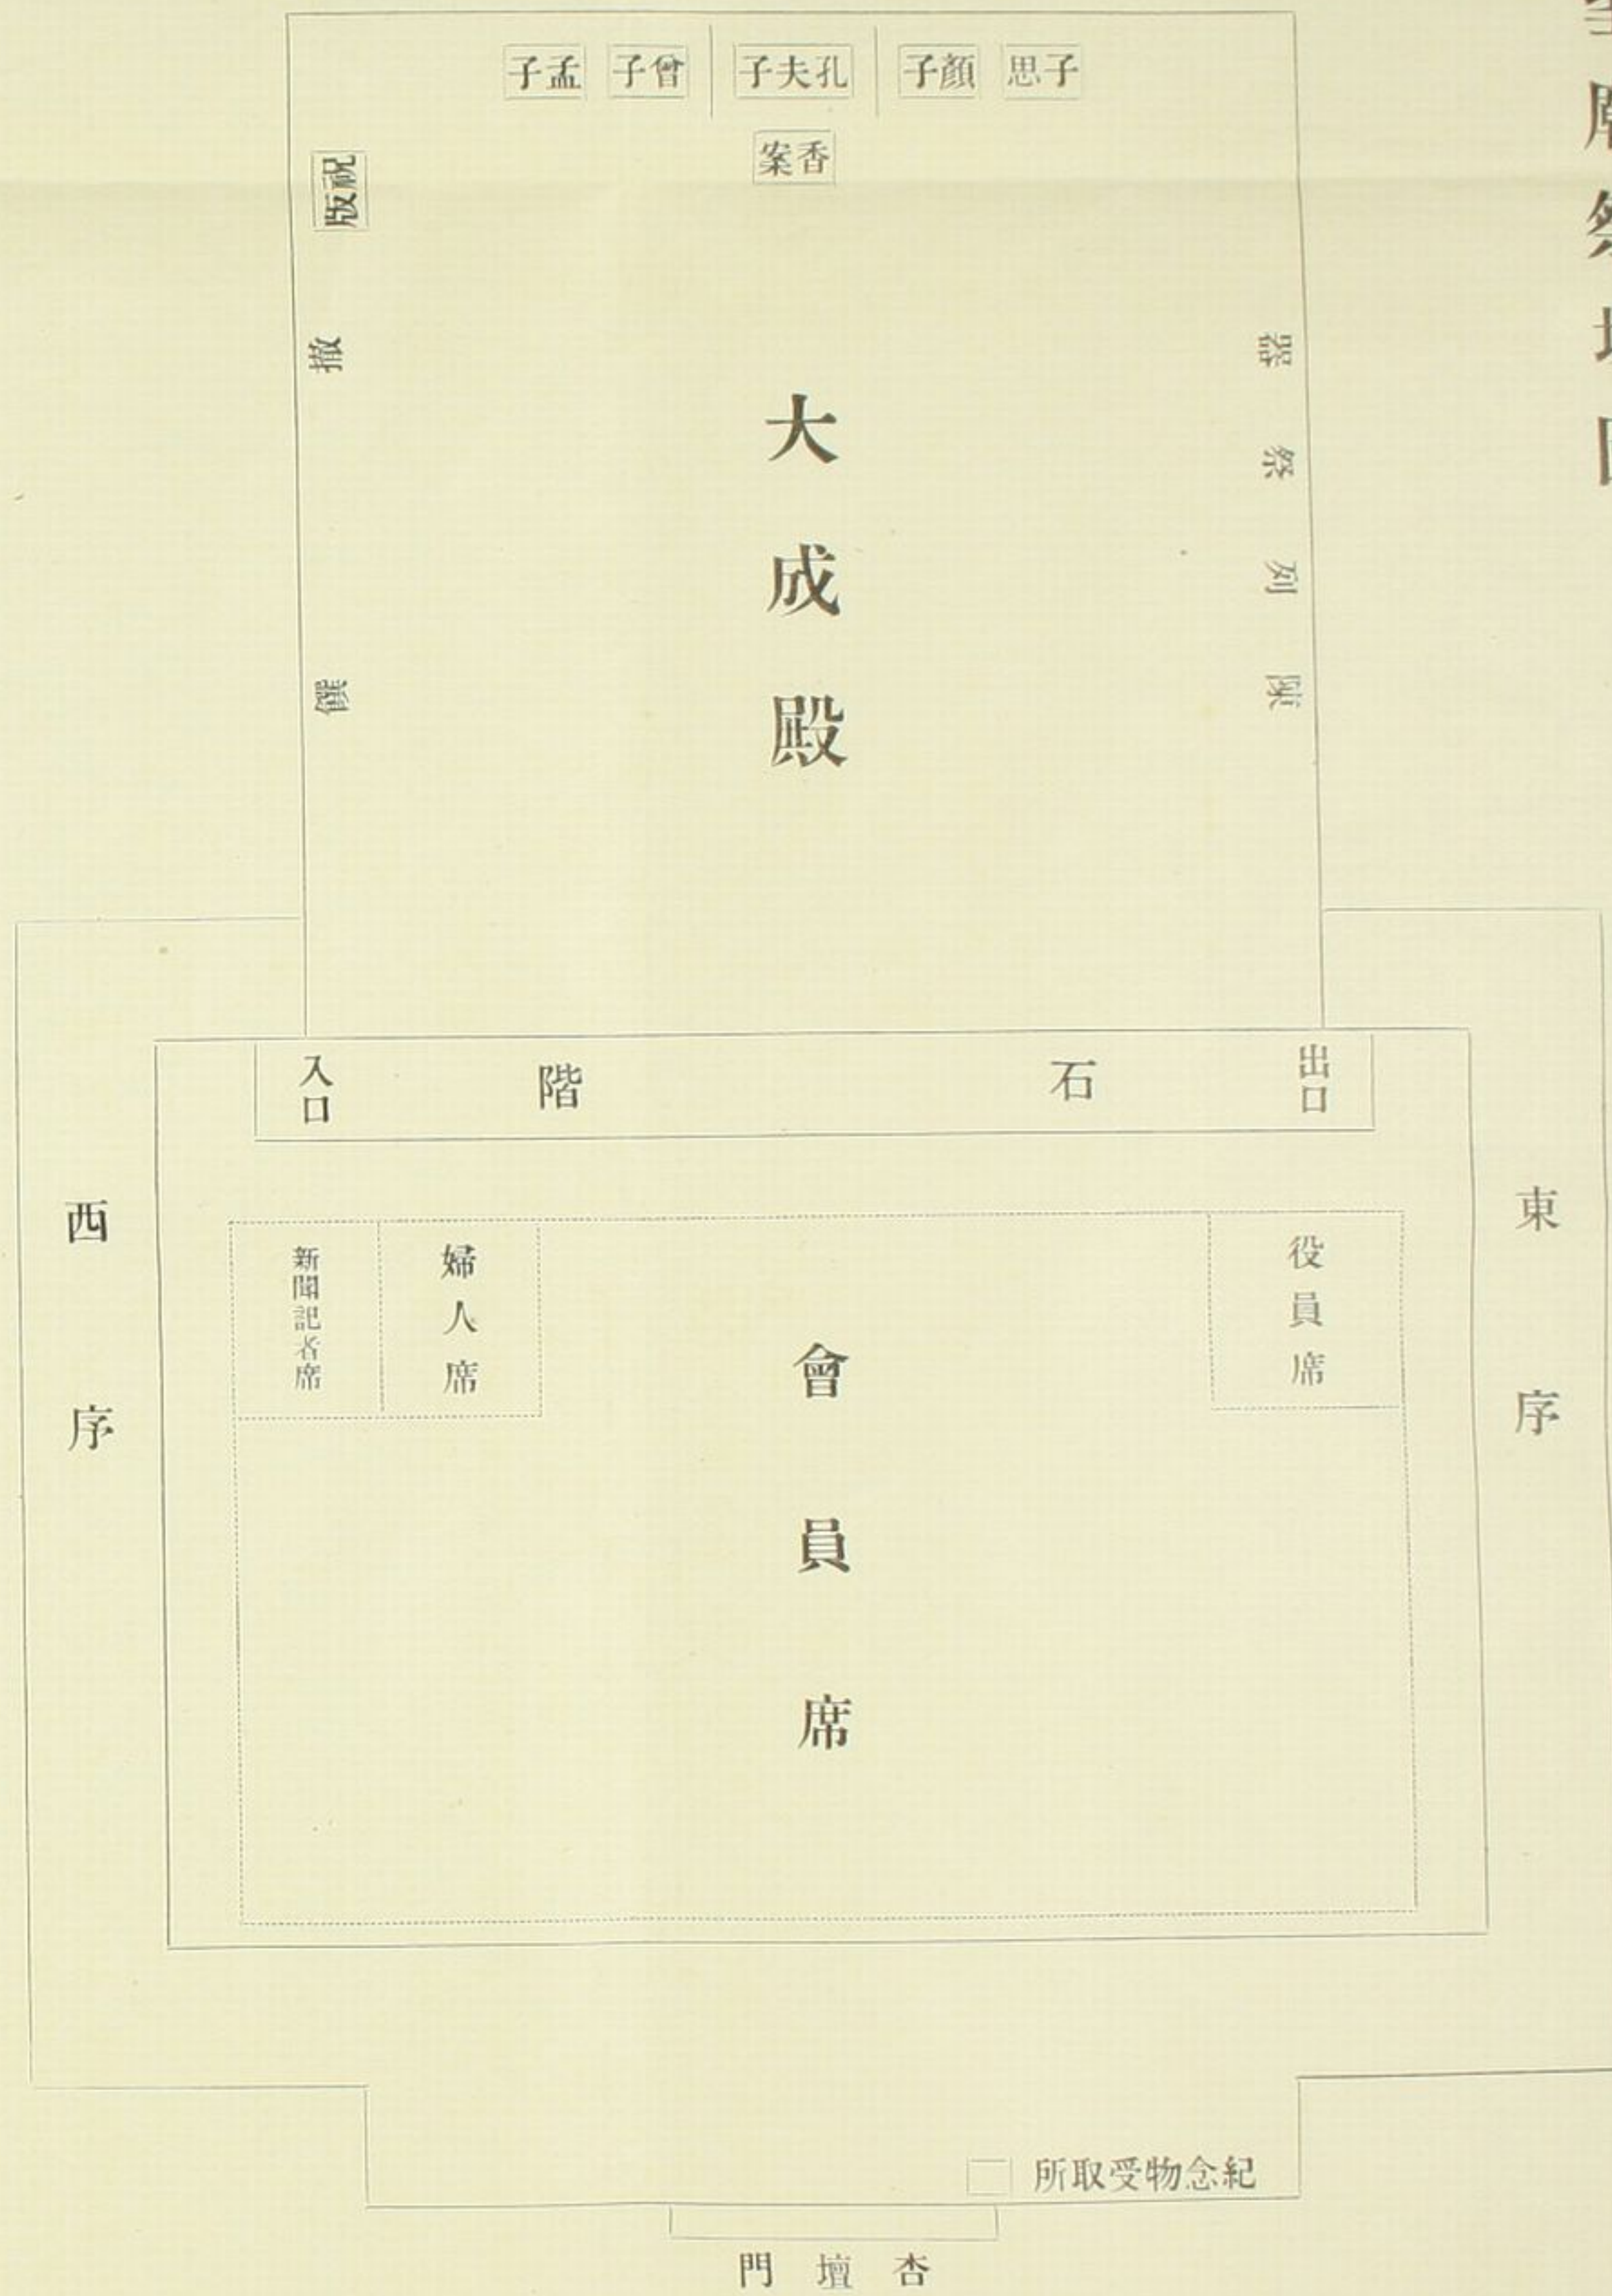 子思
顏子
孔夫子
曾子
孟子
香案
祝版
陳列祭器
撤饌
大成殿
出口
石階
入口
東序
西序
役員席
會員席
婦人席
新聞記者席
紀念物受取所
杏壇門